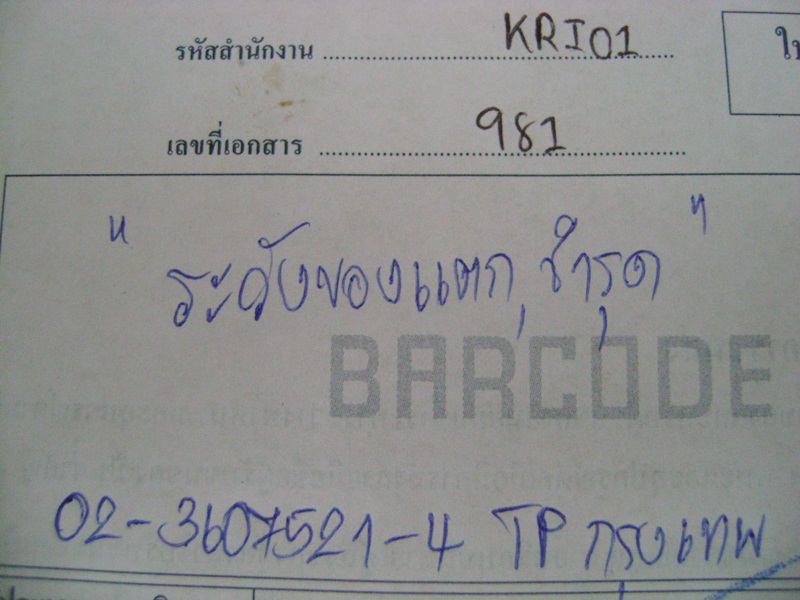 รหัสสำนักงาน KRI01
ใบ
เลขที่เอกสาร 981
" ระวังของแตก, ชำรุด "
BARCODE
02-3607521-4 TP กรุงเทพ